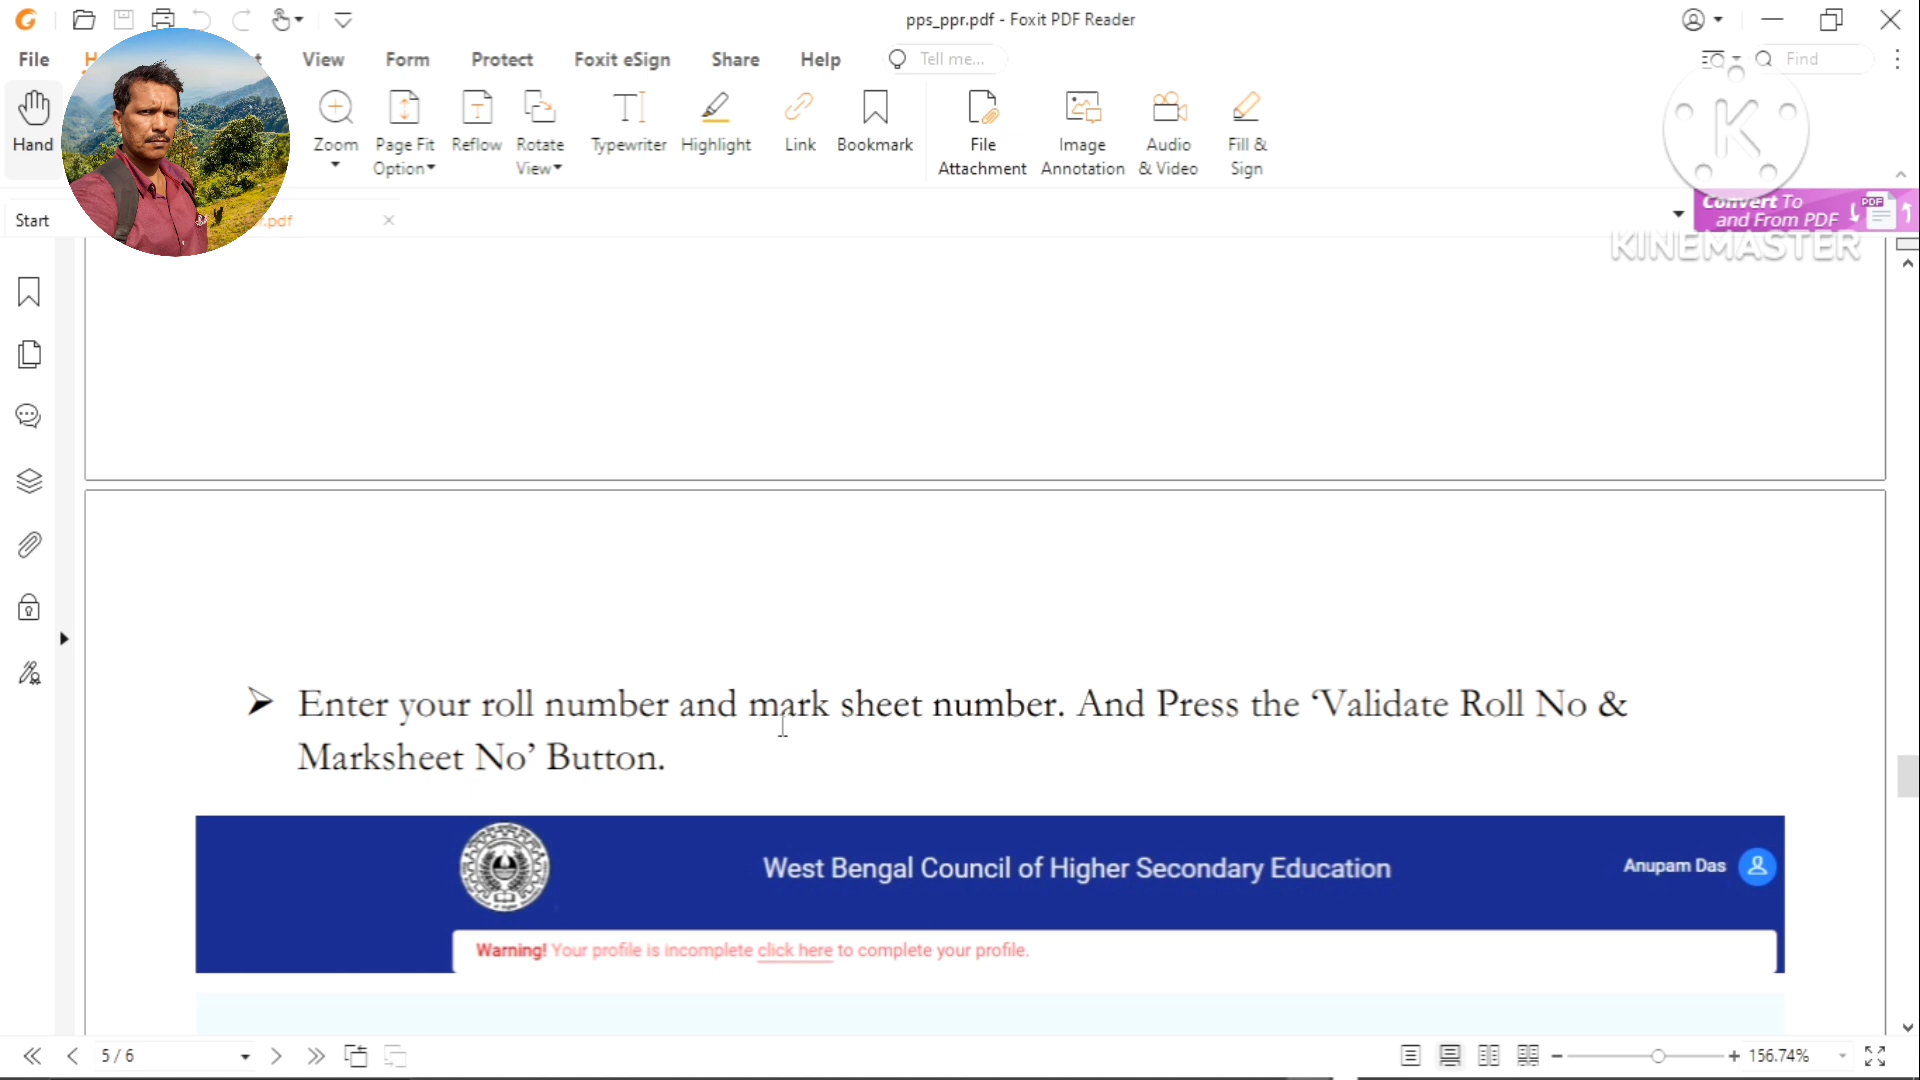 pps_ppr.pdf - Foxit PDF Reader
File
View
Form
Protect
Foxit eSign
Share
Help
Tell me...
Find
Hand
Zoom
Page Fit
Option
Reflow
Rotate
View
Typewriter
Highlight
Link
Bookmark
File
Attachment
Image
Annotation
Audio
& Video
Fill &
Sign
K
Start
.pdf
Convert To
and From PDF
PDF
KINEMASTER
➢ Enter your roll number and mark sheet number. And Press the ‘Validate Roll No &
Marksheet No’ Button.
West Bengal Council of Higher Secondary Education
Anupam Das
Warning! Your profile is incomplete click here to complete your profile.
5 / 6
156.74%